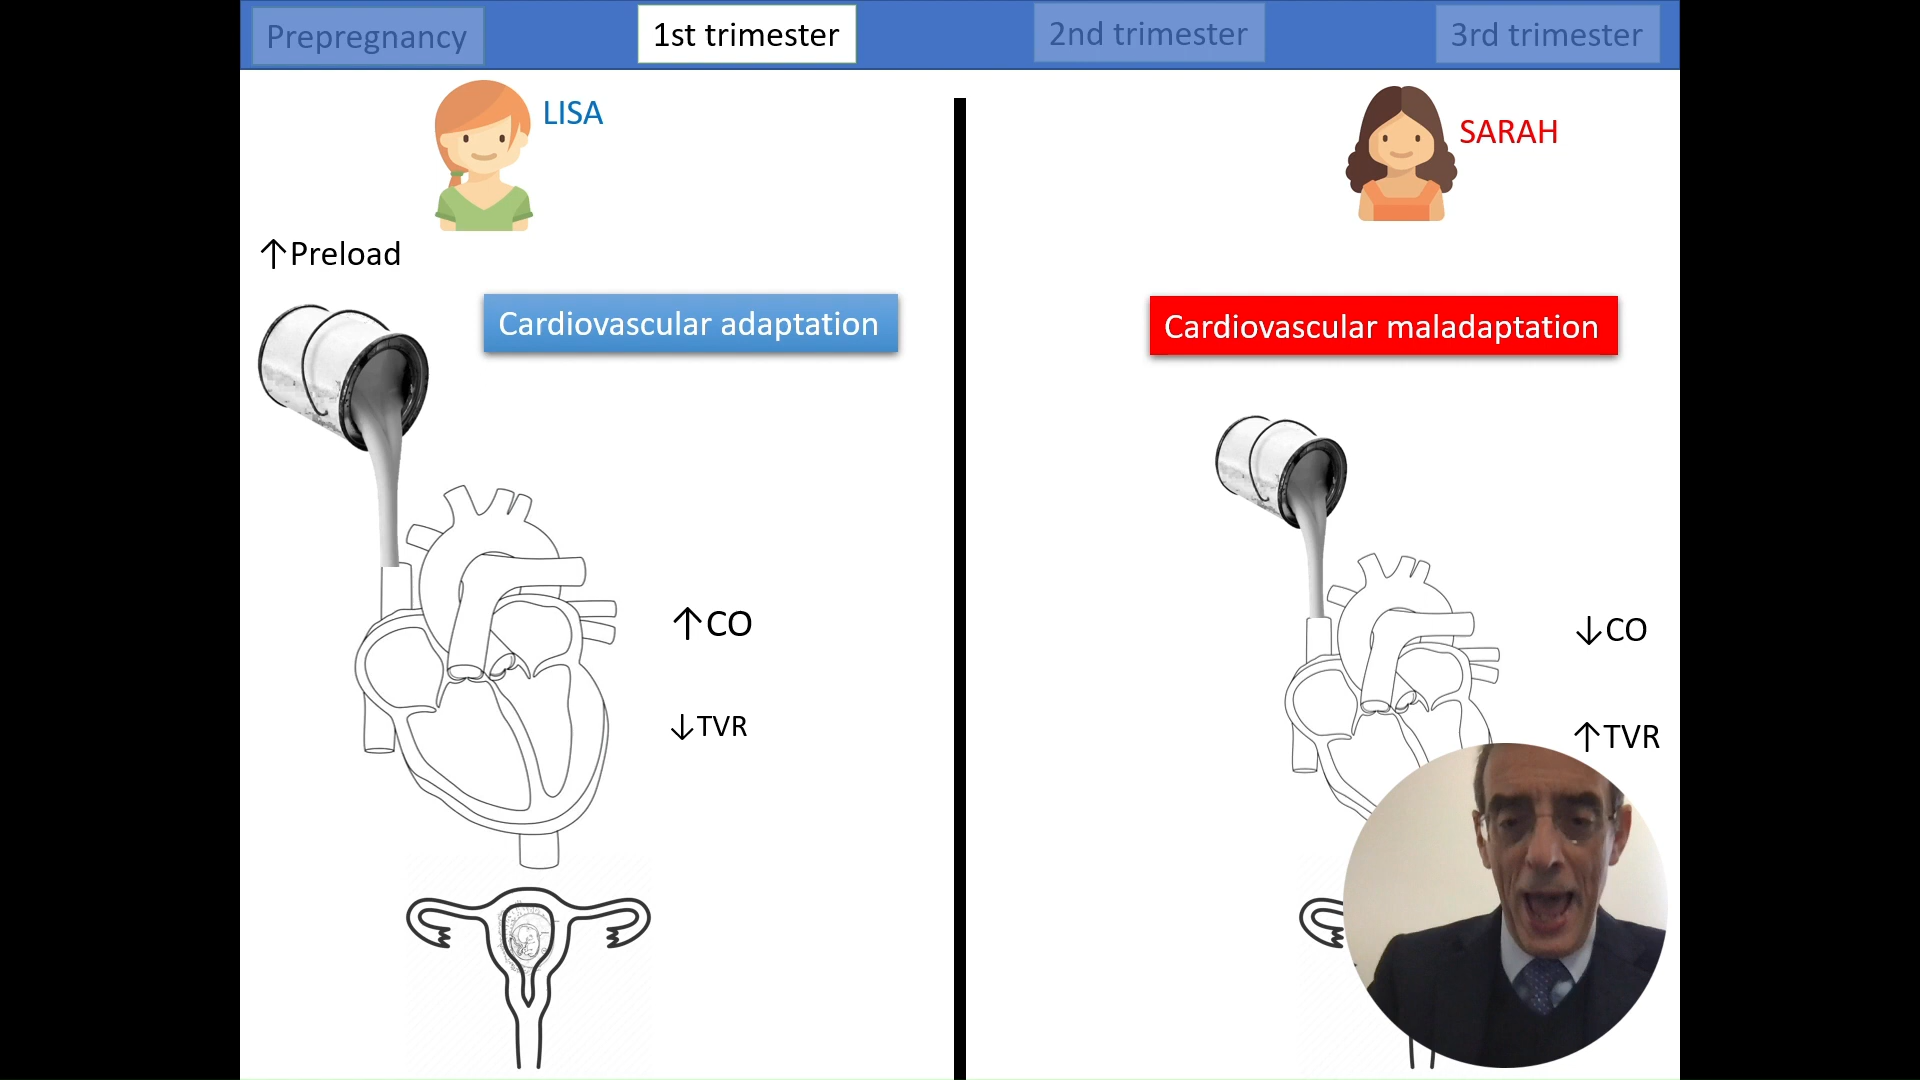 Prepregnancy
1st trimester
2nd trimester
3rd trimester
LISA
SARAH
↑Preload
Cardiovascular adaptation
Cardiovascular maladaptation
↑CO
↓CO
↓TVR
↑TVR